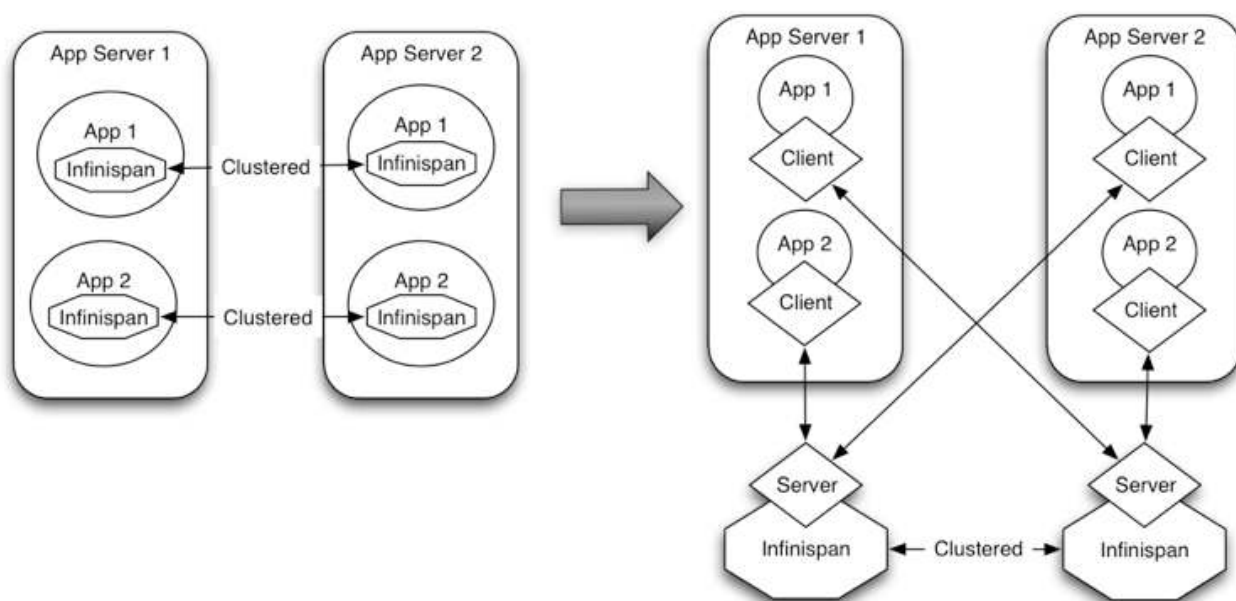 App Server 1
App Server 2
App 1
Infinispan
Clustered
App 1
Infinispan
App 2
Infinispan
Clustered
App 2
Infinispan
App Server 1
App 1
Client
App 2
Client
App Server 2
App 1
Client
App 2
Client
Server
Infinispan
Clustered
Server
Infinispan